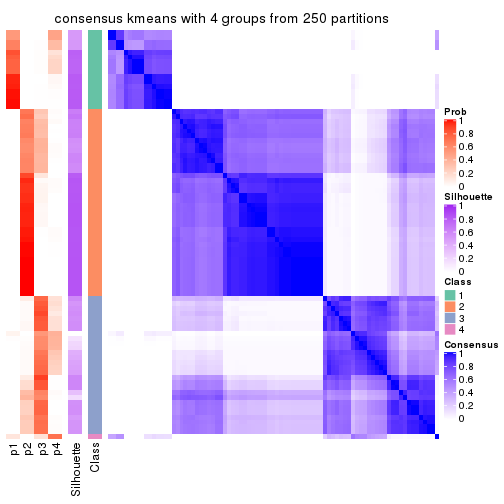 consensus kmeans with 4 groups from 250 partitions
Prob
1
0.8
0.6
0.4
0.2
0
Silhouette
1
0.8
0.6
0.4
0.2
0
Class
1
2
3
4
Consensus
1
0.8
0.6
0.4
0.2
0
p1
p2
p3
p4
Silhouette
Class